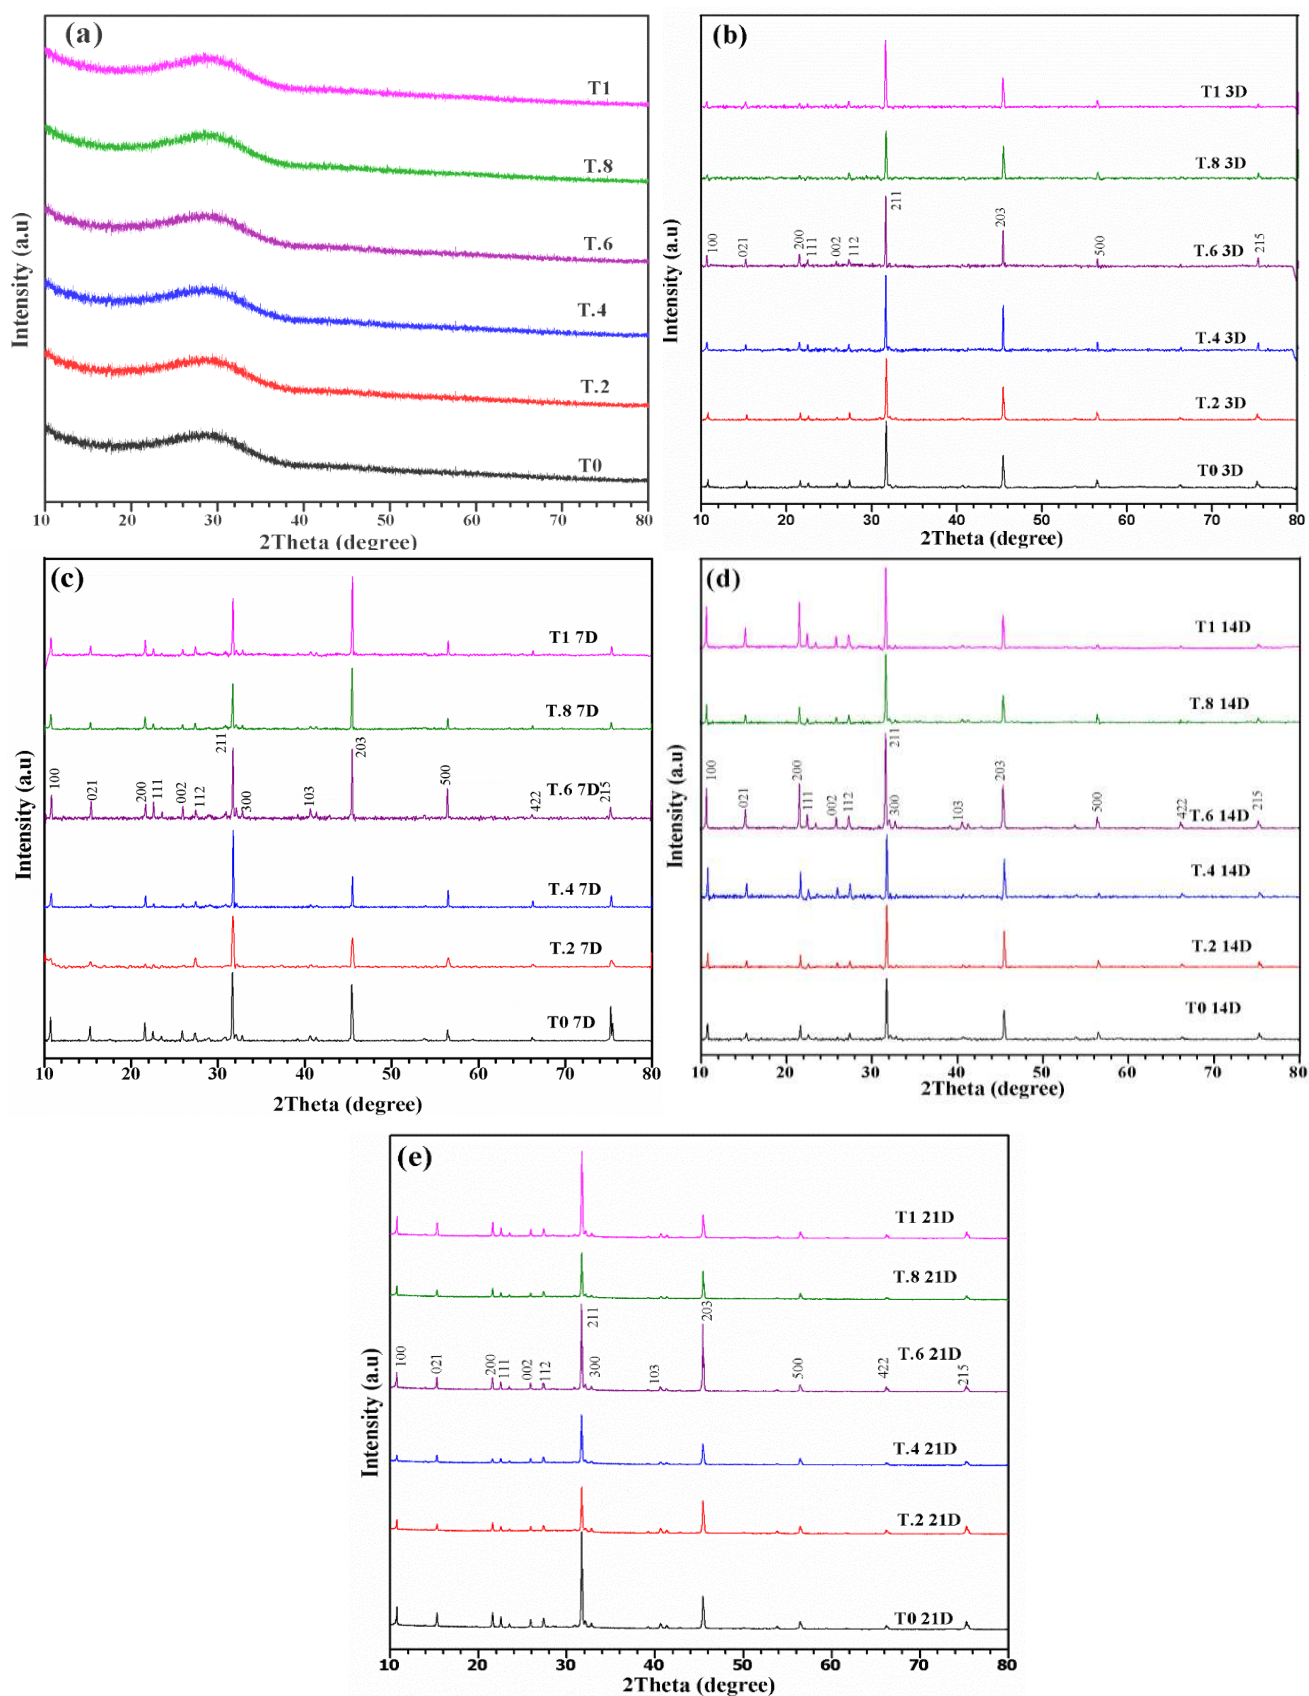 (a)
T1
T.8
T.6
T.4
T.2
T0
Intensity (a.u)
10 20 30 40 50 60 70 80
2Theta (degree)
(b)
T1 3D
T.8 3D
211
203
100 021 200 111 002 112 500 215
T.6 3D
T.4 3D
T.2 3D
T0 3D
Intensity (a.u)
10 20 30 40 50 60 70 80
2Theta (degree)
(c)
T1 7D
T.8 7D
211 203
100 021 200 111 002 112 300 103 500 422 215
T.6 7D
T.4 7D
T.2 7D
T0 7D
Intensity (a.u)
10 20 30 40 50 60 70 80
2Theta (degree)
(d)
T1 14D
T.8 14D
211
100 021 200 111 002 112 300 103 203 500 422 215
T.6 14D
T.4 14D
T.2 14D
T0 14D
Intensity (a.u)
10 20 30 40 50 60 70 80
2Theta (degree)
(e)
T1 21D
T.8 21D
211 203
100 021 200 111 002 112 300 103 500 422 215
T.6 21D
T.4 21D
T.2 21D
T0 21D
Intensity (a.u)
10 20 30 40 50 60 70 80
2Theta (degree)